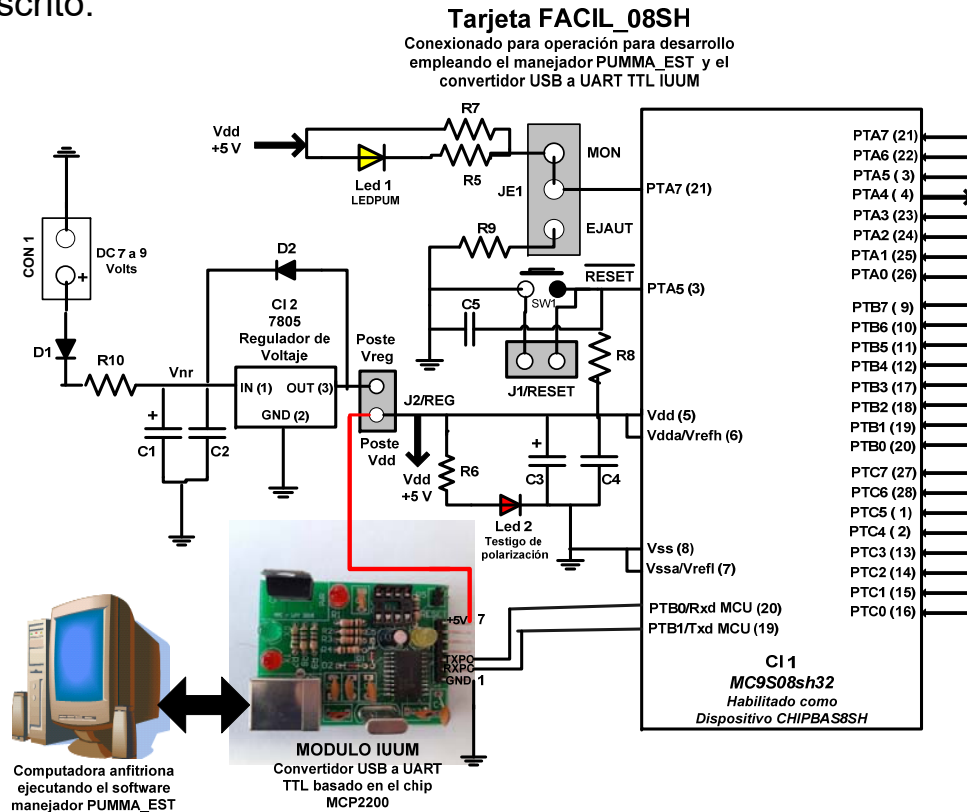 scrito.
Tarjeta FACIL_08SH
Conexionado para operación para desarrollo
empleando el manejador PUMMA_EST y el
convertidor USB a UART TTL IUUM
Vdd
+5 V
R7
R5
Led 1
LEDPUM
JE1
MON
EJAUT
R9
PTA7 (21)
RESET
SW1
PTA5 (3)
C5
J1/RESET
R8
CON 1
+
DC 7 a 9
Volts
D1
R10
Vnr
D2
CI 2
7805
Regulador de
Voltaje
IN (1) OUT (3)
GND (2)
+
C1
C2
Poste
Vreg
J2/REG
Poste
Vdd
Vdd
+5 V
R6
+
C3
C4
Led 2
Testigo de
polarización
Vdd (5)
Vdda/Vrefh (6)
Vss (8)
Vssa/Vrefl (7)
PTB0/Rxd MCU (20)
PTB1/Txd MCU (19)
CI 1
MC9S08sh32
Habilitado como
Dispositivo CHIPBAS8SH
PTA7 (21)
PTA6 (22)
PTA5 ( 3)
PTA4 ( 4)
PTA3 (23)
PTA2 (24)
PTA1 (25)
PTA0 (26)
PTB7 ( 9)
PTB6 (10)
PTB5 (11)
PTB4 (12)
PTB3 (17)
PTB2 (18)
PTB1 (19)
PTB0 (20)
PTC7 (27)
PTC6 (28)
PTC5 ( 1)
PTC4 ( 2)
PTC3 (13)
PTC2 (14)
PTC1 (15)
PTC0 (16)
+5V 7
TXPC
RXPC
GND 1
MODULO IUUM
Convertidor USB a UART
TTL basado en el chip
MCP2200
Computadora anfitriona
ejecutando el software
manejador PUMMA_EST